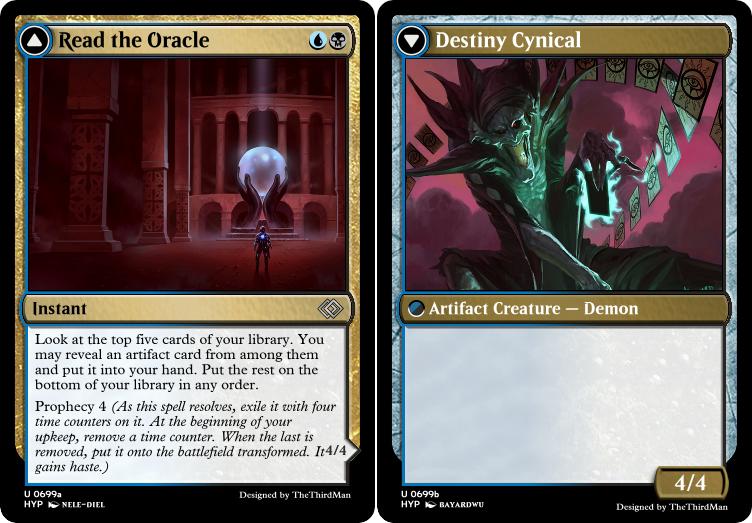 Read the Oracle
Instant
Look at the top five cards of your library. You
may reveal an artifact card from among them
and put it into your hand. Put the rest on the
bottom of your library in any order.
Prophecy 4 (As this spell resolves, exile it with four
time counters on it. At the beginning of your
upkeep, remove a time counter. When the last is
removed, put it onto the battlefield transformed. It
gains haste.)
4/4
U 0699a
HYP NELE-DIEL
Designed by TheThirdMan
Destiny Cynical
Artifact Creature — Demon
4/4
U 0699b
HYP BAYARDWU
Designed by TheThirdMan